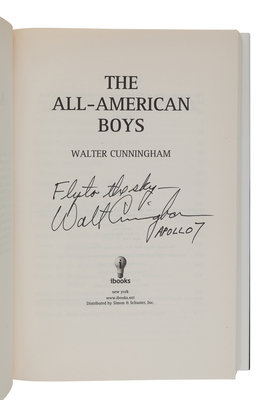 THE
ALL-AMERICAN
BOYS
WALTER CUNNINGHAM
Fly to the sky
Walt Cunningham
APOLLO 7
ibooks
new york
www.ibooks.net
Distributed by Simon & Schuster, Inc.